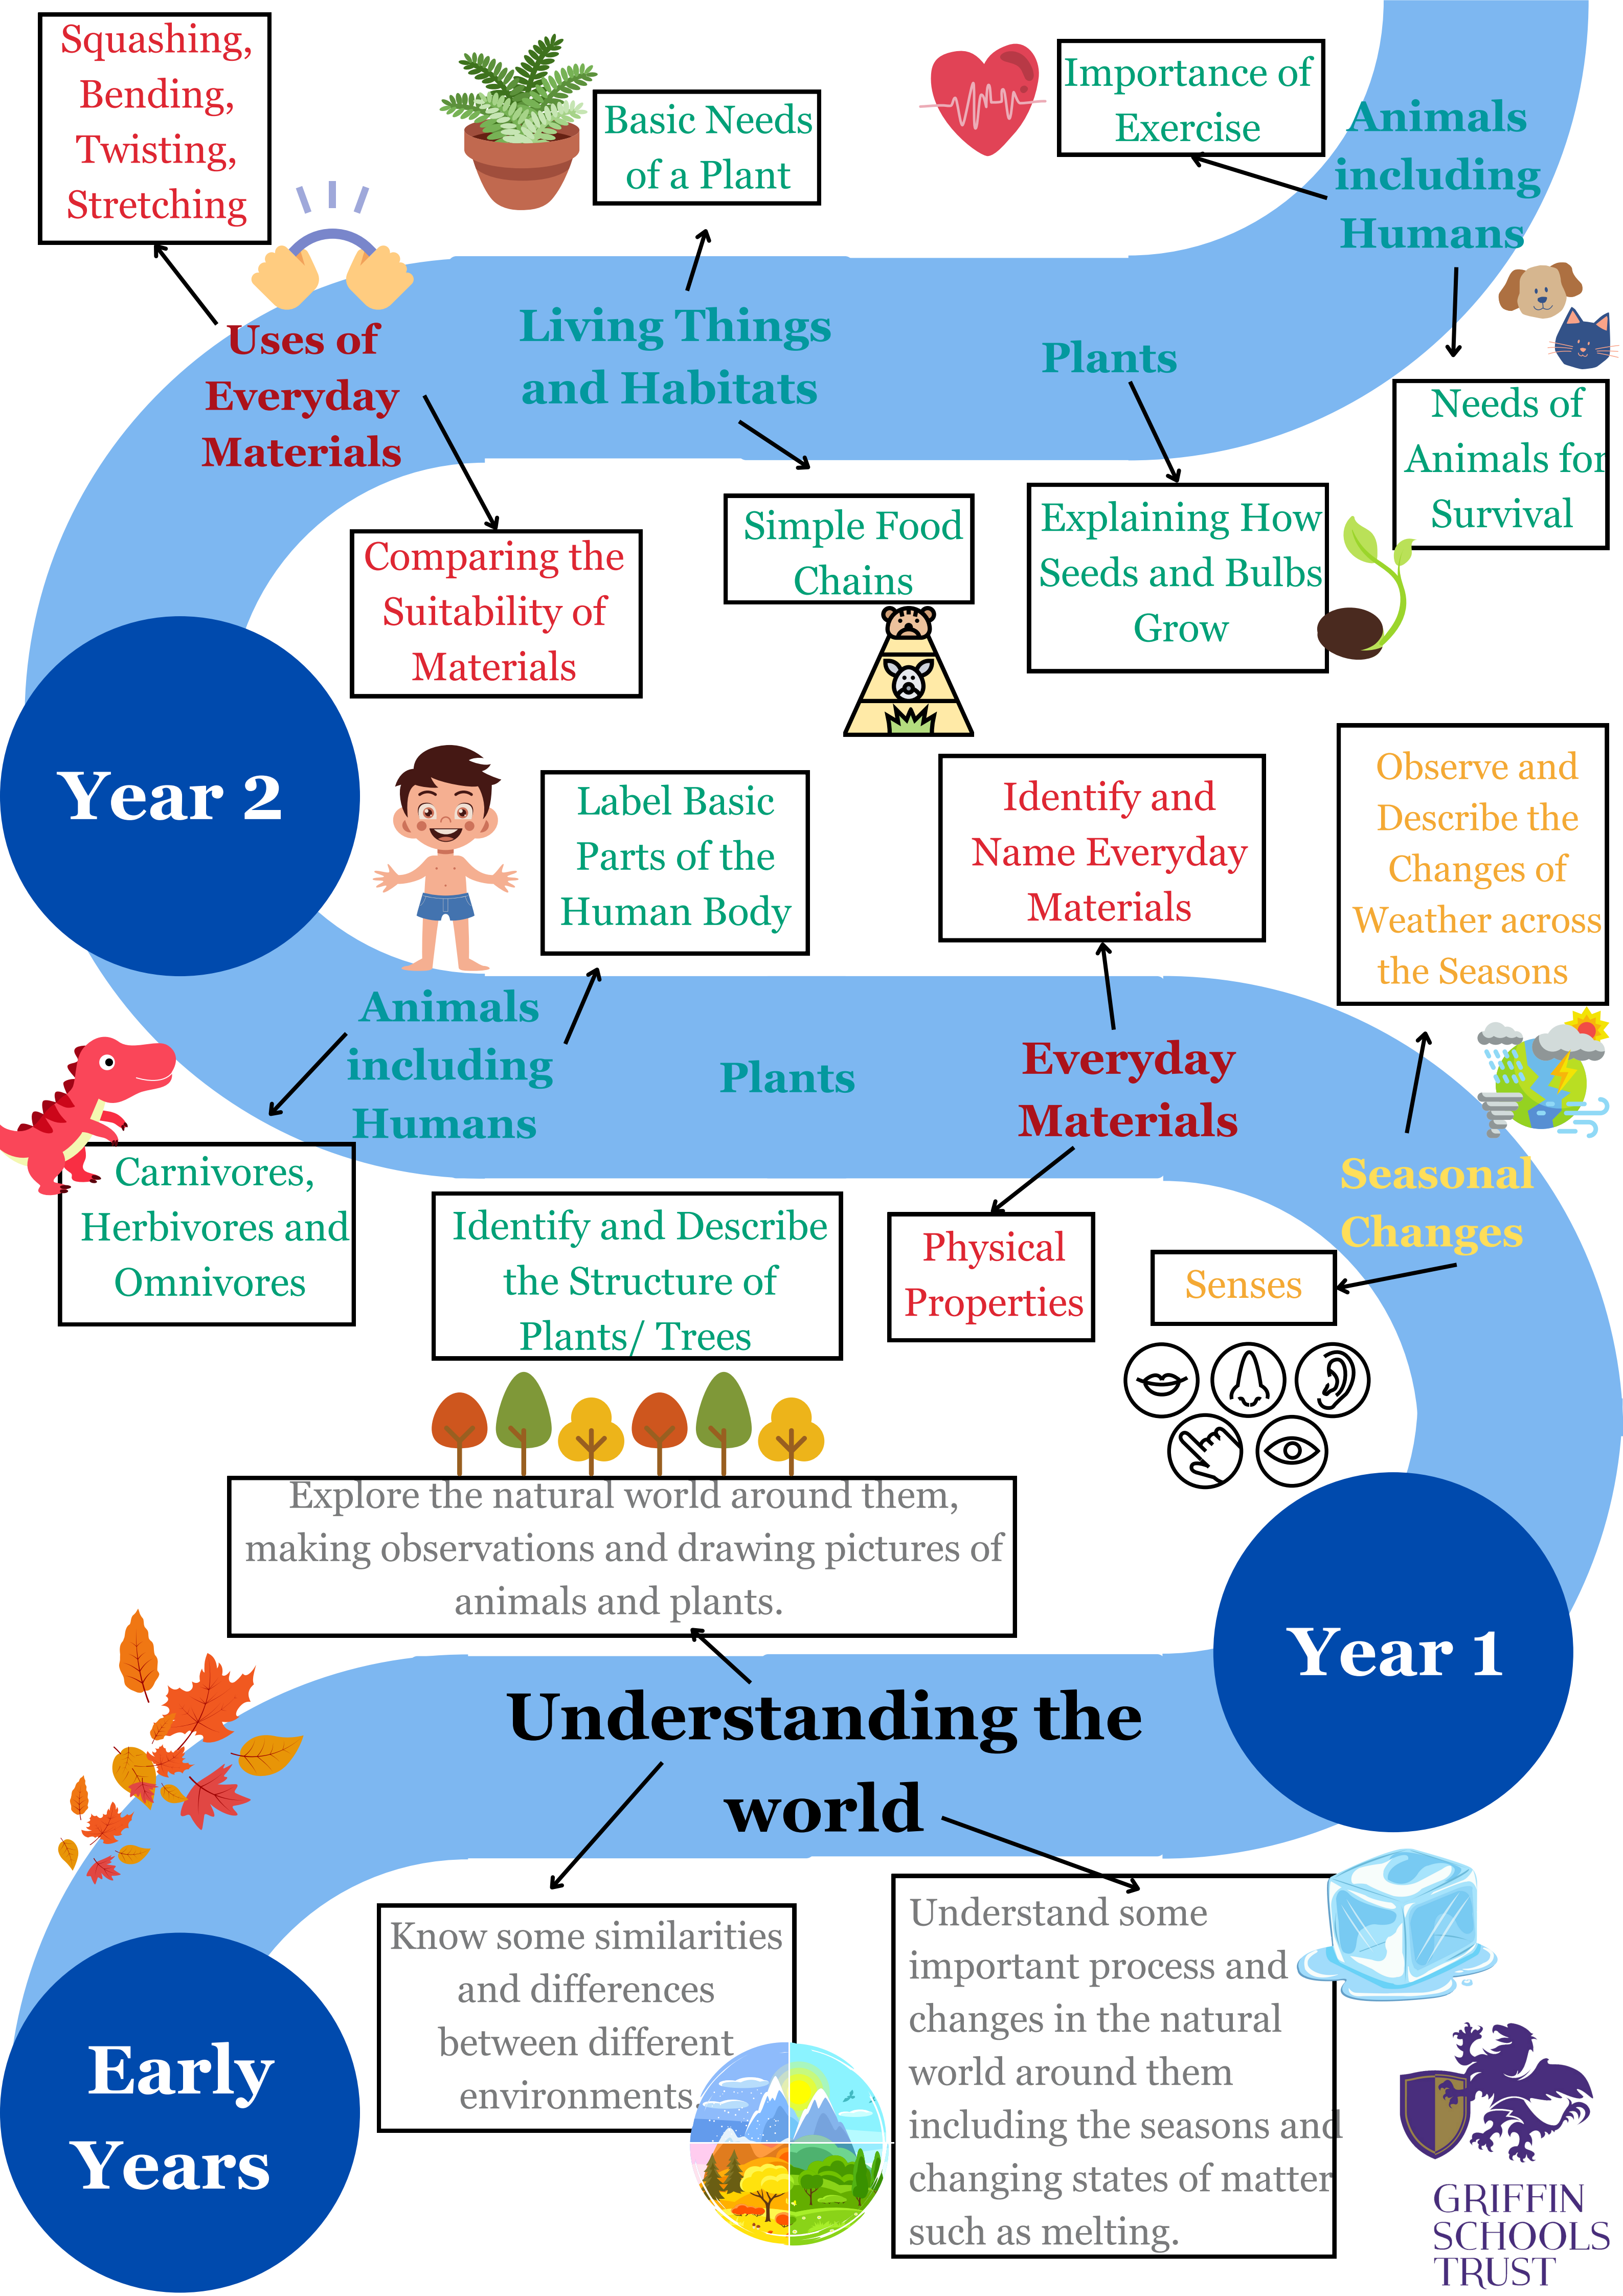 Squashing,
Bending,
Twisting,
Stretching
Basic Needs
of a Plant
Importance of
Exercise
Animals
including
Humans
Uses of
Everyday
Materials
Living Things
and Habitats
Plants
Needs of
Animals for
Survival
Comparing the
Suitability of
Materials
Simple Food
Chains
Explaining How
Seeds and Bulbs
Grow
Year 2
Label Basic
Parts of the
Human Body
Identify and
Name Everyday
Materials
Observe and
Describe the
Changes of
Weather across
the Seasons
Animals
including
Humans
Plants
Everyday
Materials
Seasonal
Changes
Carnivores,
Herbivores and
Omnivores
Identify and Describe
the Structure of
Plants/ Trees
Physical
Properties
Senses
Explore the natural world around them,
making observations and drawing pictures of
animals and plants.
Year 1
Understanding the
world
Know some similarities
and differences
between different
environments.
Understand some
important process and
changes in the natural
world around them
including the seasons and
changing states of matter
such as melting.
Early
Years
GRIFFIN
SCHOOLS
TRUST